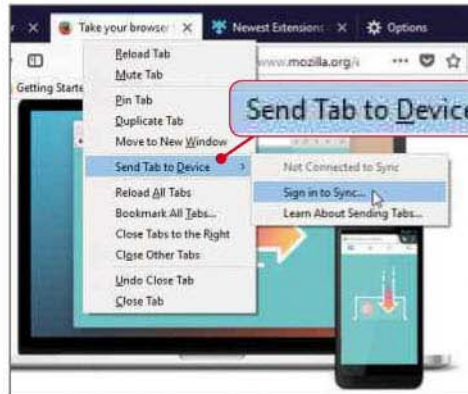 Take your browser
Newest Extensions
Options
Getting Starte
www.mozilla.org/
Reload Tab
Mute Tab
Pin Tab
Duplicate Tab
Move to New Window
Send Tab to Device
Send Tab to Device
Not Connected to Sync
Sign in to Sync...
Learn About Sending Tabs...
Reload All Tabs
Bookmark All Tabs...
Close Tabs to the Right
Close Other Tabs
Undo Close Tab
Close Tab